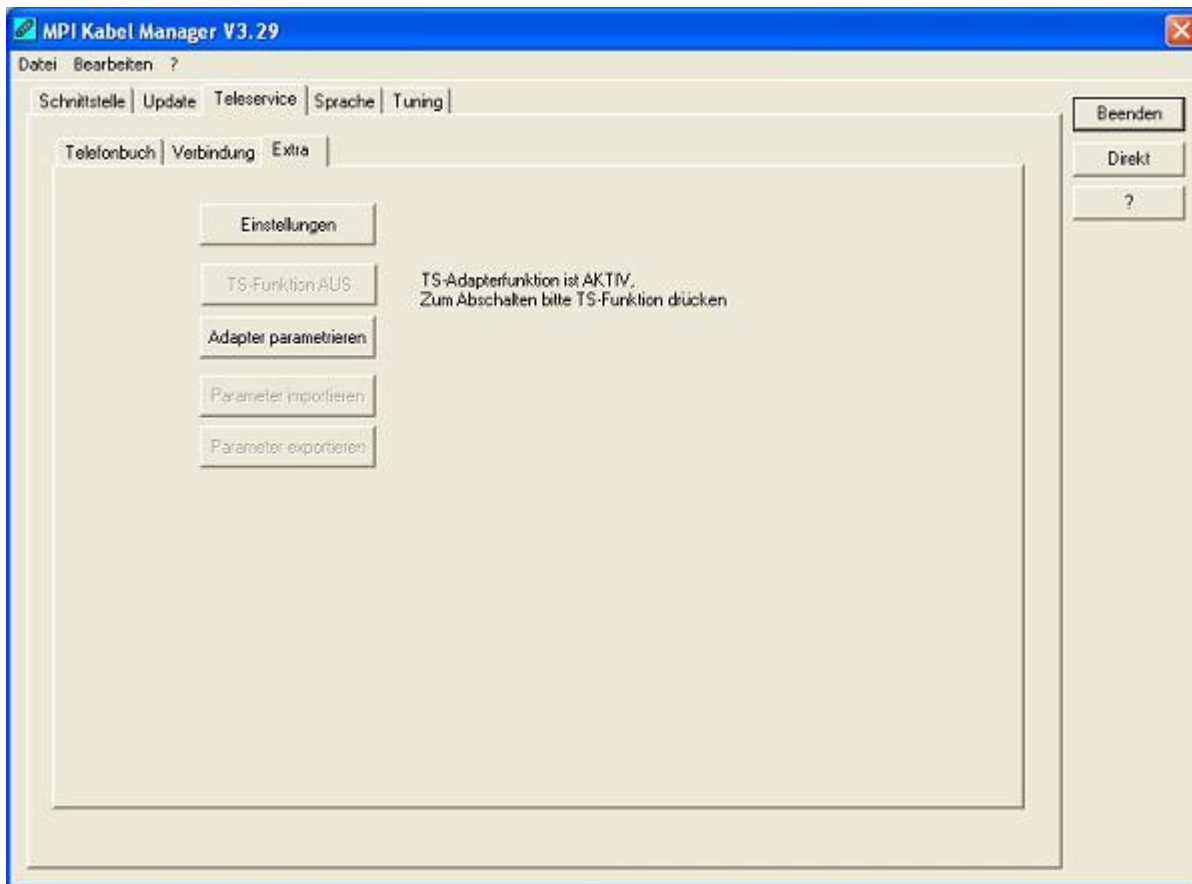 MPI Kabel Manager V3.29
Datei Bearbeiten ?
Schnittstelle Update Teleservice Sprache Tuning
Beenden
Telefonbuch Verbindung Extra
Direkt
?
Einstellungen
TS-Funktion AUS
TS-Adapterfunktion ist AKTIV,
Zum Abschalten bitte TS-Funktion drücken
Adapter parametrieren
Parameter importieren
Parameter exportieren